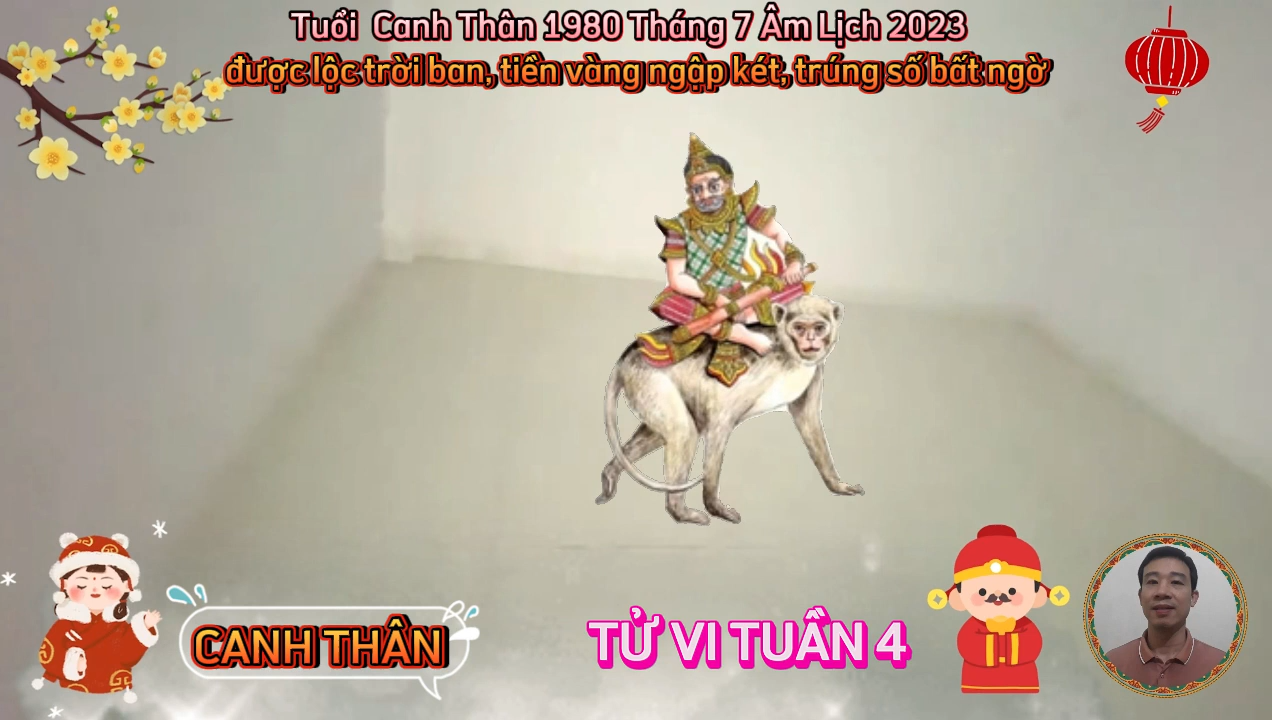 Tuổi Canh Thân 1980 Tháng 7 Âm Lịch 2023
được lộc trời ban, tiền vàng ngập két, trúng số bất ngờ
CANH THÂN
TỬ VI TUẦN 4